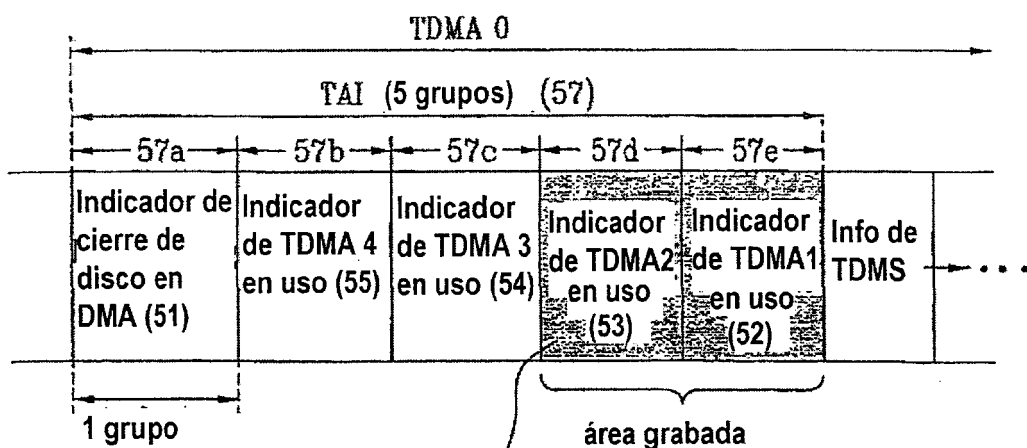 TDMA 0
TAI (5 grupos) (57)
57a 57b 57c 57d 57e
Indicador de
cierre de
disco en
DMA (51)
Indicador
de TDMA 4
en uso (55)
Indicador
de TDMA 3
en uso (54)
Indicador
de TDMA2
en uso
(53)
Indicador
de TDMA1
en uso
(52)
Info de
TDMS
1 grupo
área grabada